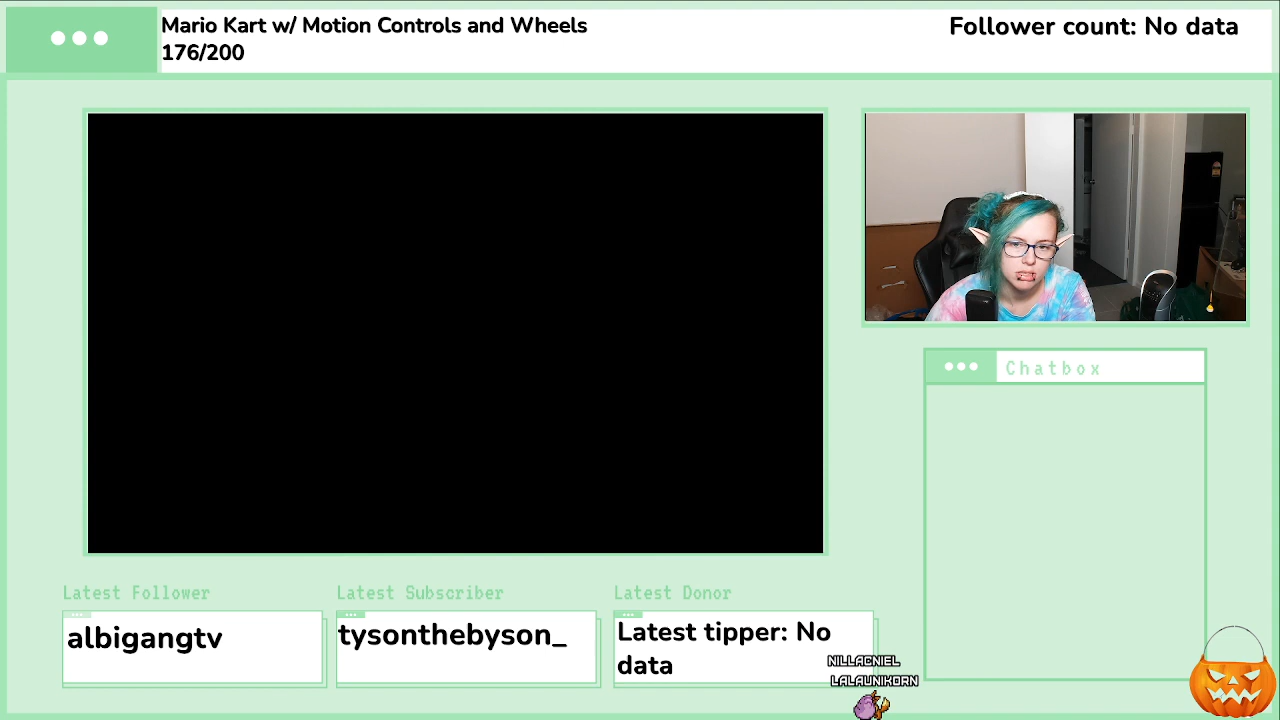 Mario Kart w/ Motion Controls and Wheels
176/200
Follower count: No data
Chatbox
Latest Follower
albigangtv
Latest Subscriber
tysonthebyson_
Latest Donor
Latest tipper: No
data
NILLACNIEL
LALAUNIKORN